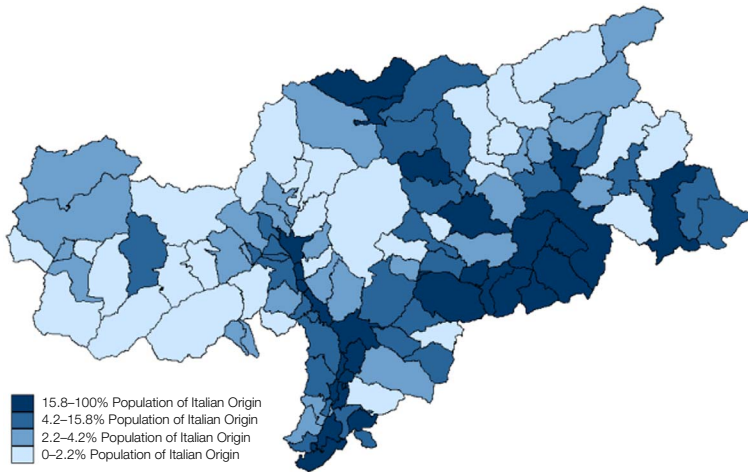 15.8–100% Population of Italian Origin
4.2–15.8% Population of Italian Origin
2.2–4.2% Population of Italian Origin
0–2.2% Population of Italian Origin